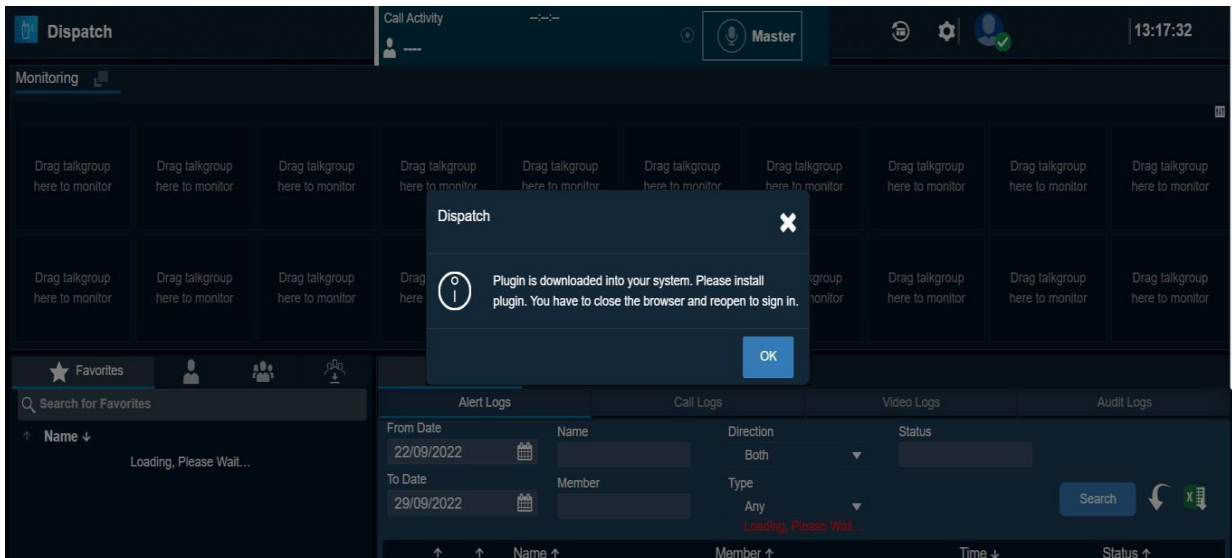 Dispatch
Call Activity
--:--:--
----
Master
13:17:32
Monitoring
Drag talkgroup
here to monitor
Drag talkgroup
here to monitor
Drag talkgroup
here to monitor
Drag talkgroup
here to monitor
Drag talkgroup
here to monitor
Drag talkgroup
here to monitor
Drag talkgroup
here to monitor
Drag talkgroup
here to monitor
Drag talkgroup
here to monitor
Drag talkgroup
here to monitor
Drag talkgroup
here to monitor
Drag talkgroup
here to monitor
Drag talkgroup
here to monitor
Drag
here
Drag talkgroup
here to monitor
Drag talkgroup
here to monitor
Drag talkgroup
here to monitor
Dispatch
Plugin is downloaded into your system. Please install
plugin. You have to close the browser and reopen to sign in.
OK
Favorites
Search for Favorites
Name
Loading, Please Wait...
Alert Logs
Call Logs
Video Logs
Audit Logs
From Date
22/09/2022
Name
Direction
Both
Status
To Date
29/09/2022
Member
Type
Any
Loading, Please Wait...
Search
Name
Member
Time
Status